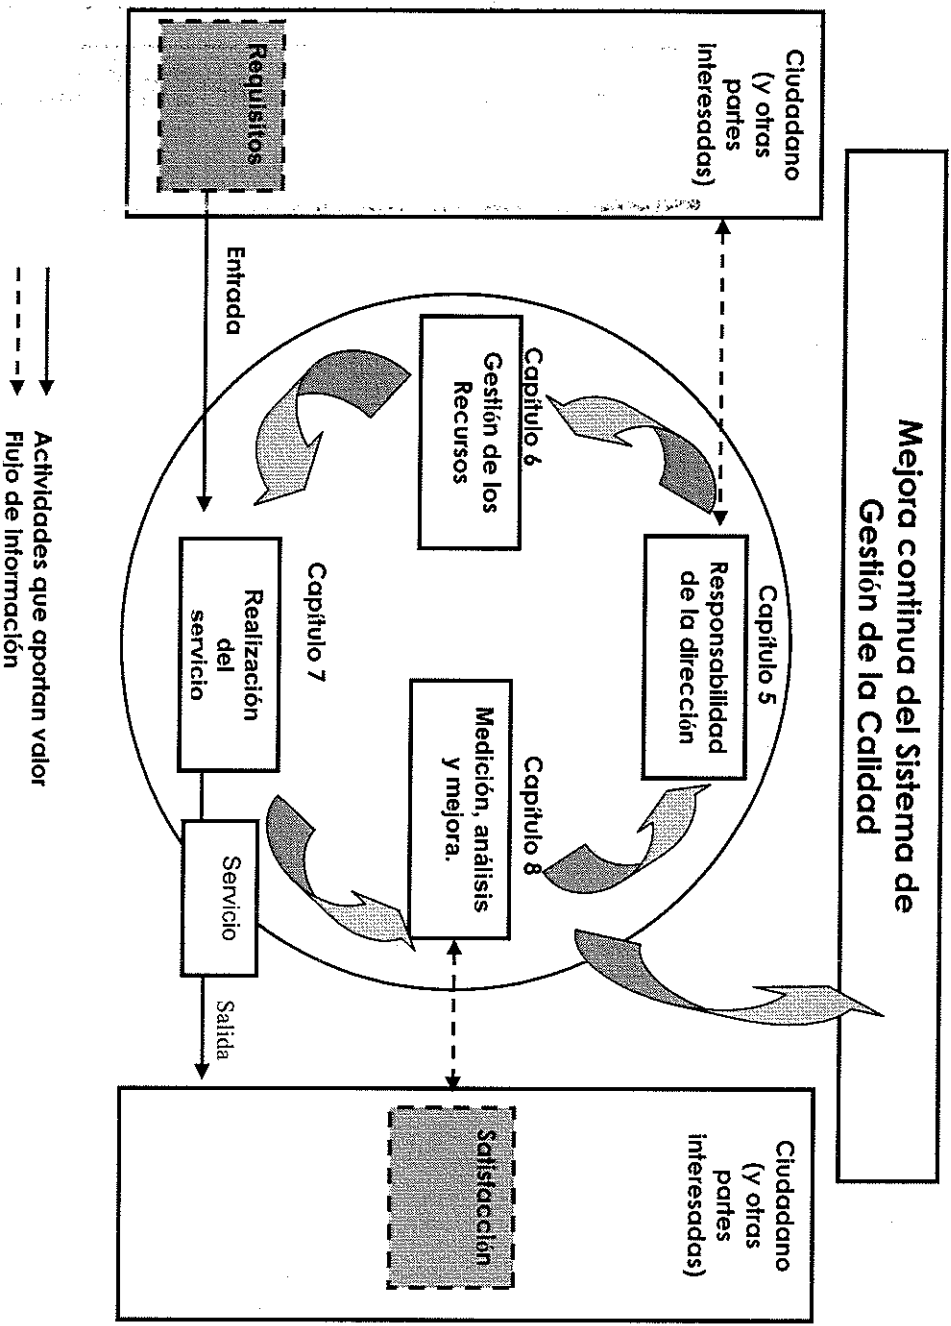 Mejora continua del Sistema de
Gestión de la Calidad
Ciudadano
(y otras
partes
interesadas)
Requisitos
Entrada
Capítulo 5
Responsabilidad
de la dirección
Capítulo 6
Gestión de los
Recursos
Capítulo 8
Medición, análisis
y mejora.
Capítulo 7
Realización
del
servicio
Servicio
Salida
Ciudadano
(y otras
partes
interesadas)
Satisfacción
Actividades que aportan valor
Flujo de información